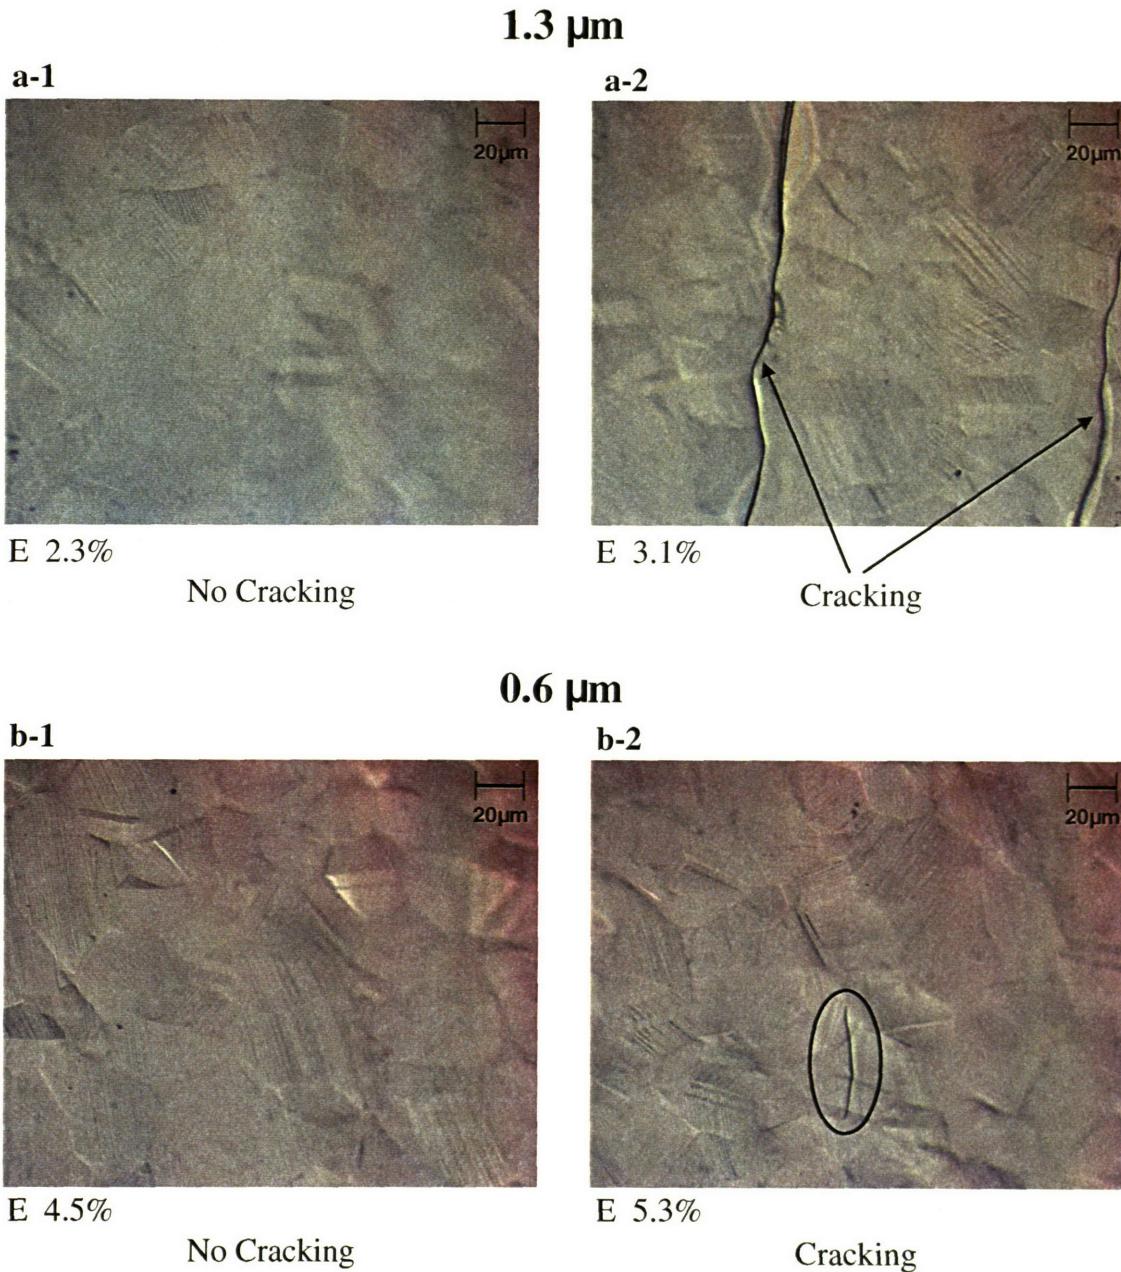 1.3 μm
a-1
a-2
20μm
20μm
E 2.3%
E 3.1%
No Cracking
Cracking
0.6 μm
b-1
b-2
20μm
20μm
E 4.5%
E 5.3%
No Cracking
Cracking